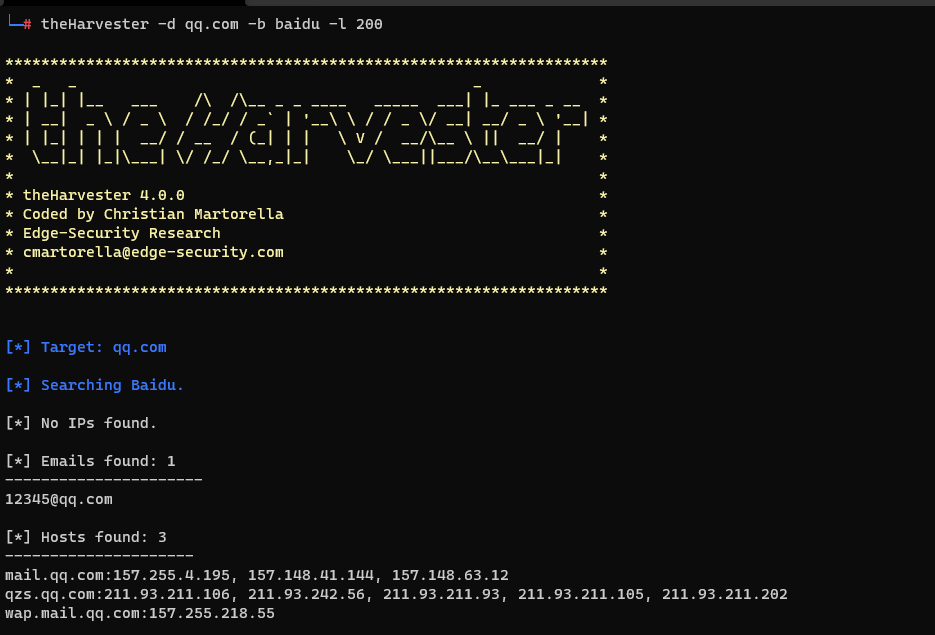 └─# theHarvester -d qq.com -b baidu -l 200
*******************************************************************
*  _   _                                            _             *
* | |_| |__   ___    /\  /\__ _ _ ____   _____  ___| |_ ___ _ __  *
* | __|  _ \ / _ \  / /_/ / _` | '__\ \ / / _ \/ __| __/ _ \ '__| *
* | |_| | | |  __/ / __  / (_| | |   \ V /  __/\__ \ ||  __/ |    *
*  \__|_| |_|\___| \/ /_/ \__,_|_|    \_/ \___||___/\__\___|_|    *
*                                                                 *
* theHarvester 4.0.0                                              *
* Coded by Christian Martorella                                   *
* Edge-Security Research                                          *
* cmartorella@edge-security.com                                   *
*                                                                 *
*******************************************************************
[*] Target: qq.com
[*] Searching Baidu.
[*] No IPs found.
[*] Emails found: 1
----------------------
12345@qq.com
[*] Hosts found: 3
---------------------
mail.qq.com:157.255.4.195, 157.148.41.144, 157.148.63.12
qzs.qq.com:211.93.211.106, 211.93.242.56, 211.93.211.93, 211.93.211.105, 211.93.211.202
wap.mail.qq.com:157.255.218.55